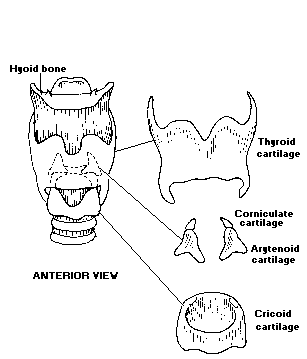 Hyoid bone
Thyroid
cartilage
Corniculate
cartilage
Arytenoid
cartilage
ANTERIOR VIEW
Cricoid
cartilage